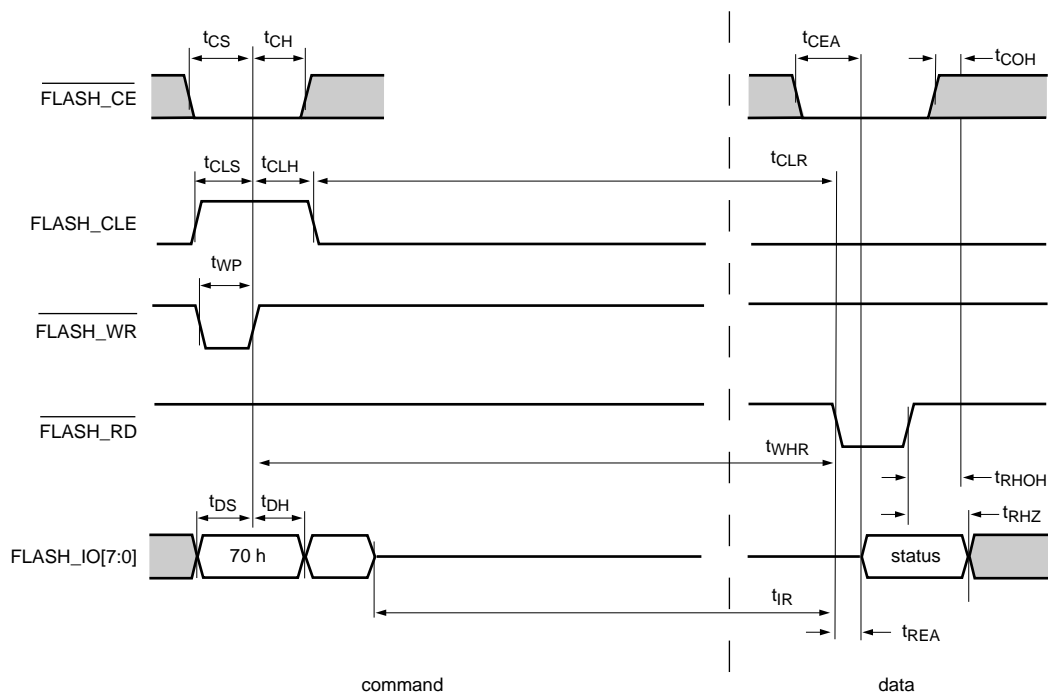 tCS tCH tCEA tCOH
FLASH_CE
tCLS tCLH tCLR
FLASH_CLE
tWP
FLASH_WR
FLASH_RD
tWHR
tRHOH
tDS tDH tRHZ
FLASH_IO[7:0] 70 h status
tIR
tREA
command data